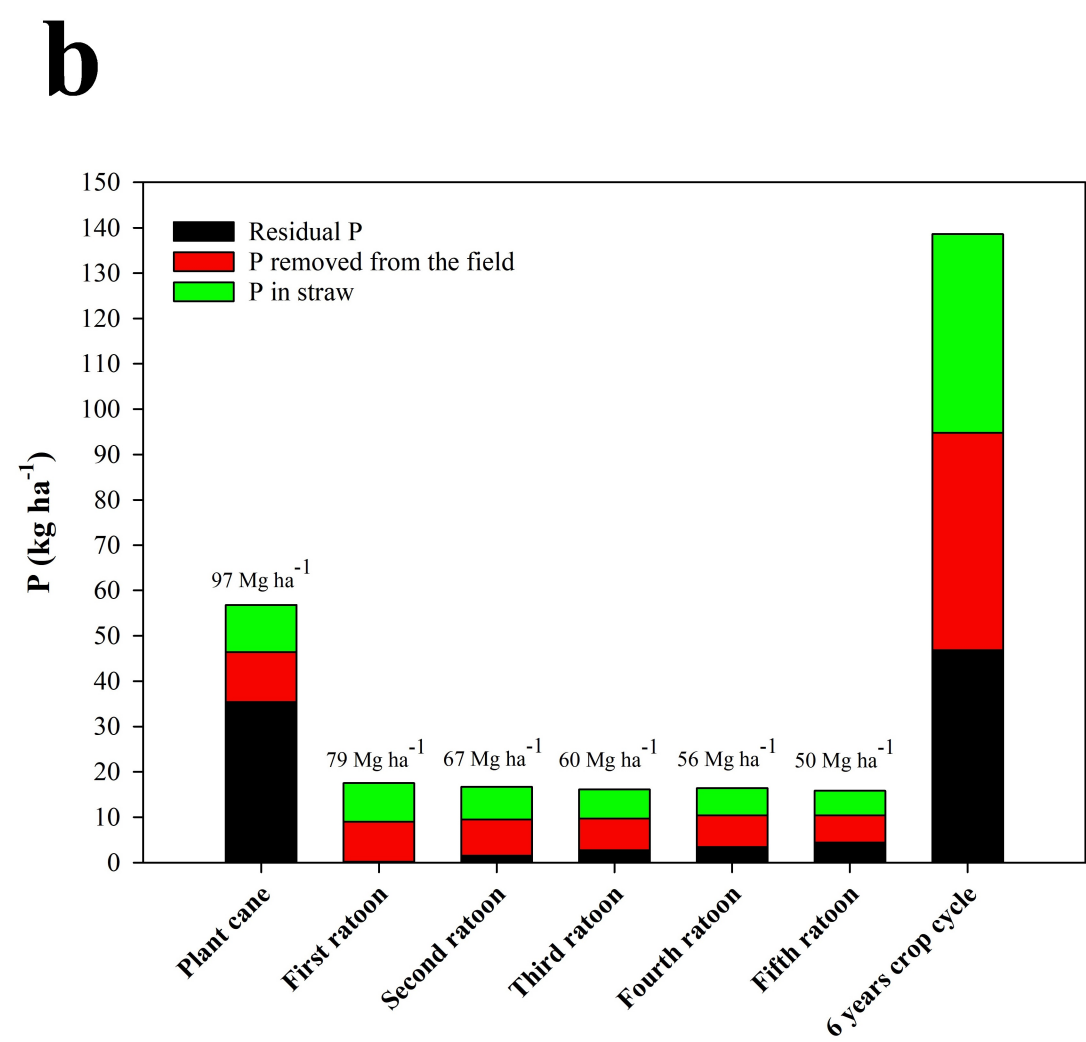 b
150
140
130
120
110
100
90
80
70
60
50
40
30
20
10
0
P (kg ha-1)
Residual P
P removed from the field
P in straw
97 Mg ha-1
79 Mg ha-1
67 Mg ha-1
60 Mg ha-1
56 Mg ha-1
50 Mg ha-1
Plant cane
First ratoon
Second ratoon
Third ratoon
Fourth ratoon
Fifth ratoon
6 years crop cycle